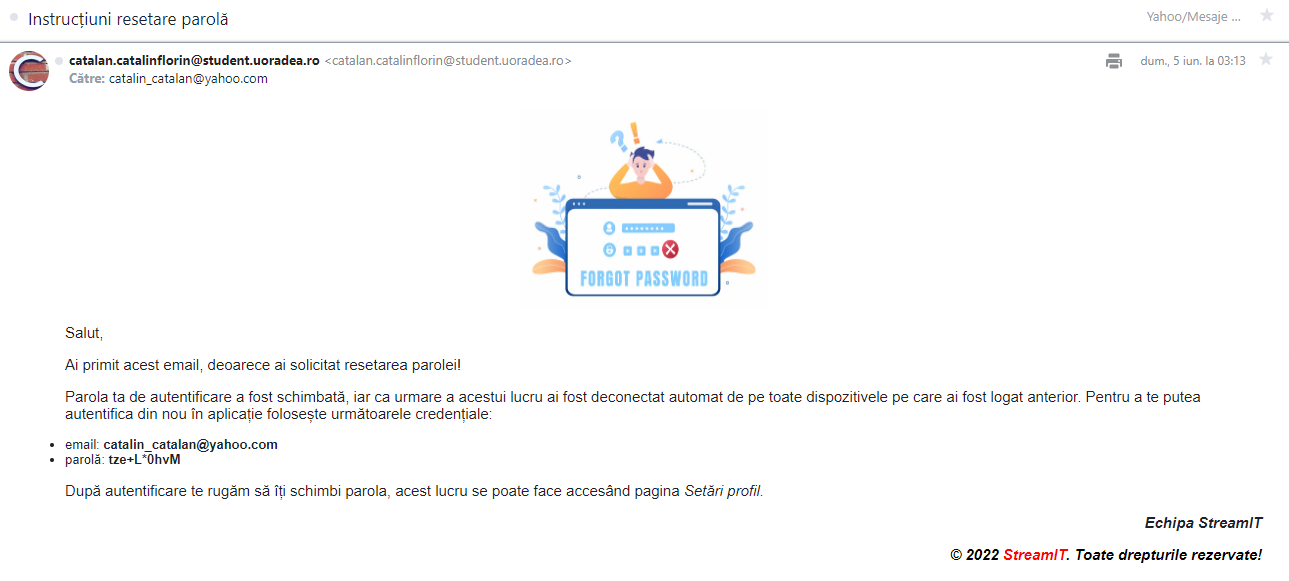 Instrucțiuni resetare parolă
Yahoo/Mesaje ...
catalan.catalinflorin@student.uoradea.ro <catalan.catalinflorin@student.uoradea.ro>
dum., 5 iun. la 03:13
Către: catalin_catalan@yahoo.com
FORGOT PASSWORD
Salut,
Ai primit acest email, deoarece ai solicitat resetarea parolei!
Parola ta de autentificare a fost schimbată, iar ca urmare a acestui lucru ai fost deconectat automat de pe toate dispozitivele pe care ai fost logat anterior. Pentru a te putea
autentifica din nou în aplicație folosește următoarele credențiale:
• email: catalin_catalan@yahoo.com
• parolă: tze+L*0hvM
După autentificare te rugăm să îți schimbi parola, acest lucru se poate face accesând pagina Setări profil.
Echipa StreamIT
© 2022 StreamIT. Toate drepturile rezervate!